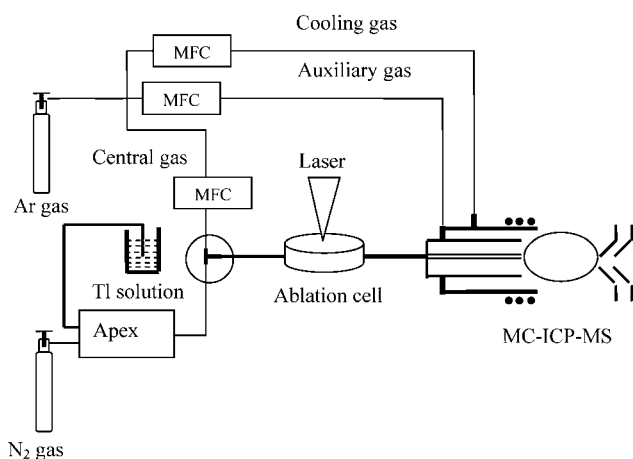 Cooling gas
MFC
Auxiliary gas
MFC
Central gas
Laser
MFC
Ar gas
Tl solution
Ablation cell
Apex
MC-ICP-MS
N₂ gas